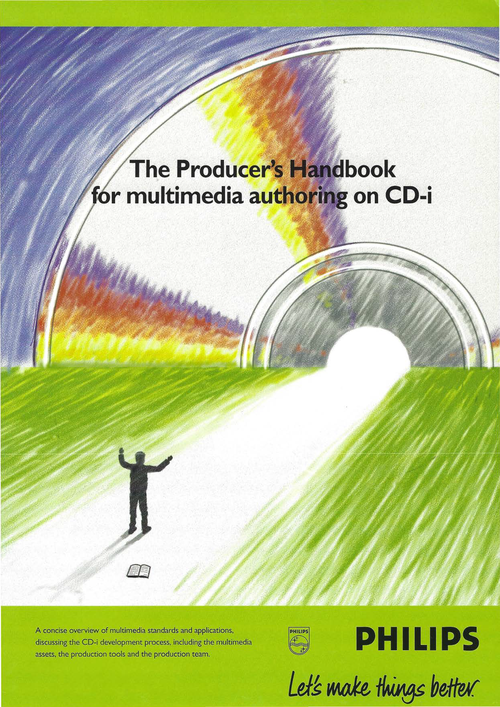 The Producer's Handbook
for multimedia authoring on CD-i
A concise overview of multimedia standards and applications,
discussing the CD-i development process, including the multimedia
assets, the production tools and the production team.
PHILIPS
PHILIPS
Let's make things better.